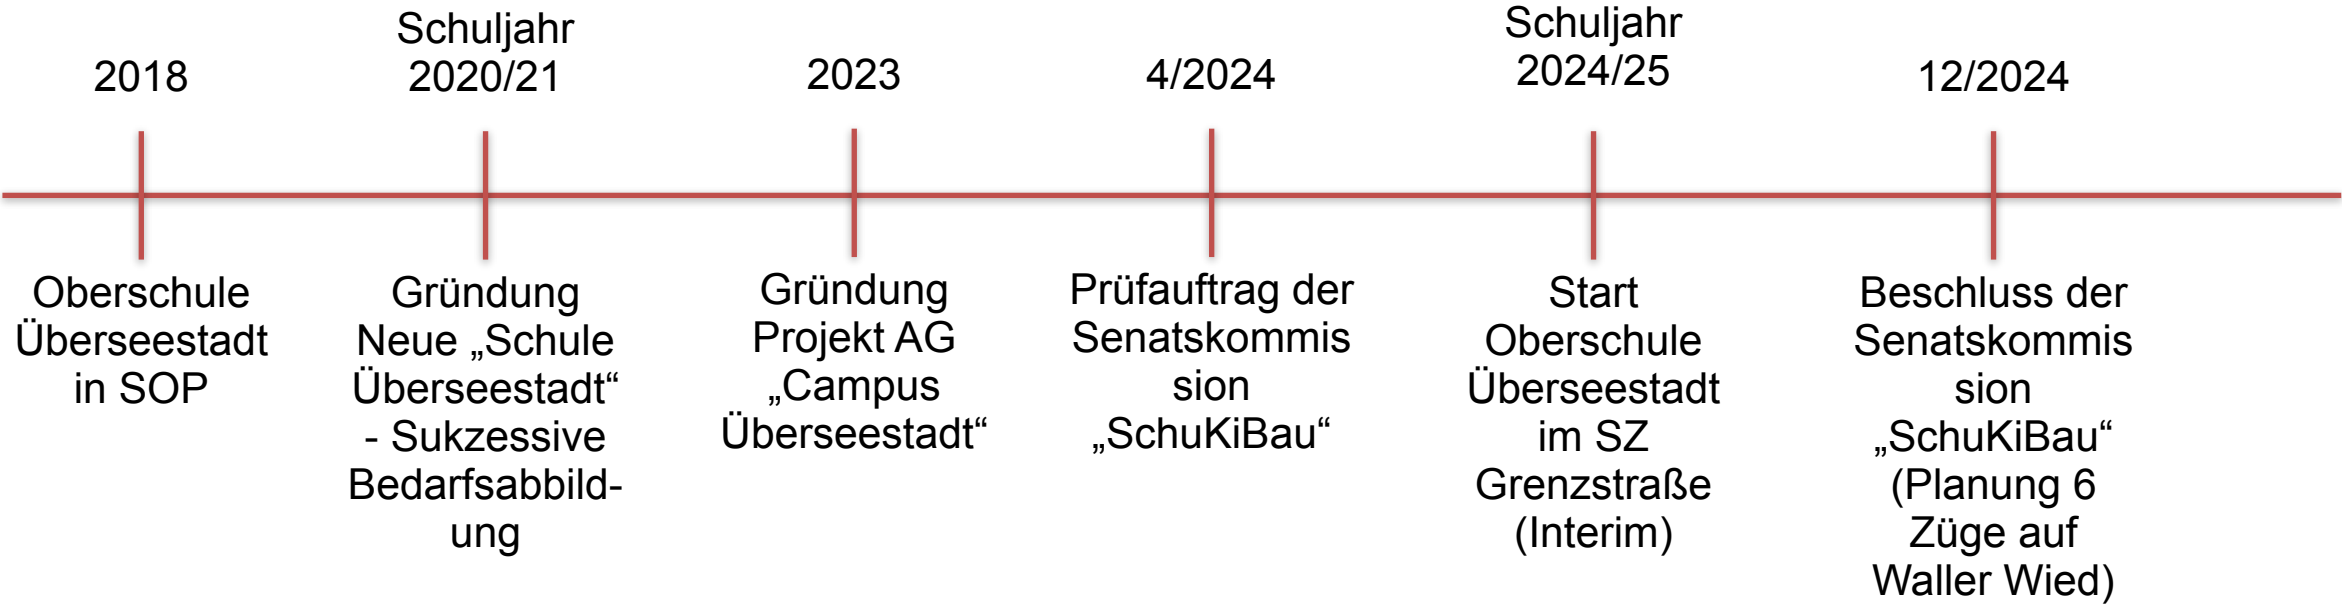 2018
Schuljahr
2020/21
2023
4/2024
Schuljahr
2024/25
12/2024
Oberschule
Überseestadt
in SOP
Gründung
Neue „Schule
Überseestadt“
- Sukzessive
Bedarfsabbild-
ung
Gründung
Projekt AG
„Campus
Überseestadt“
Prüfauftrag der
Senatskommis
sion
„SchuKiBau“
Start
Oberschule
Überseestadt
im SZ
Grenzstraße
(Interim)
Beschluss der
Senatskommis
sion
„SchuKiBau“
(Planung 6
Züge auf
Waller Wied)